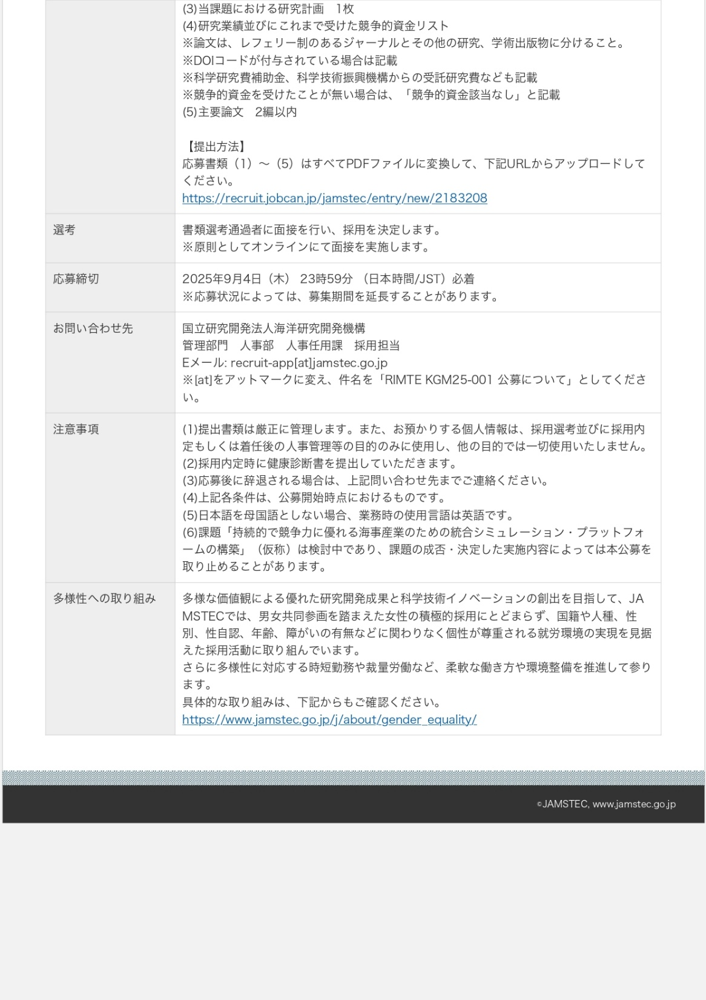 (3)当課題における研究計画　1枚
(4)研究業績並びにこれまで受けた競争的資金リスト
※論文は、レフェリー制のあるジャーナルとその他の研究、学術出版物に分けること。
※DOIコードが付与されている場合は記載
※科学研究費補助金、科学技術振興機構からの受託研究費なども記載
※競争的資金を受けたことが無い場合は、「競争的資金該当なし」と記載
(5)主要論文　2編以内
【提出方法】
応募書類（1）〜（5）はすべてPDFファイルに変換して、下記URLからアップロードして
ください。
https://recruit.jobcan.jp/jamstec/entry/new/2183208
選考
書類選考通過者に面接を行い、採用を決定します。
※原則としてオンラインにて面接を実施します。
応募締切
2025年9月4日（木） 23時59分 （日本時間/JST）必着
※応募状況によっては、募集期間を延長することがあります。
お問い合わせ先
国立研究開発法人海洋研究開発機構
管理部門　人事部　人事任用課　採用担当
Eメール: recruit-app[at]jamstec.go.jp
※[at]をアットマークに変え、件名を「RIMTE KGM25-001 公募について」としてくださ
い。
注意事項
(1)提出書類は厳正に管理します。また、お預かりする個人情報は、採用選考並びに採用内
定もしくは着任後の人事管理等の目的のみに使用し、他の目的では一切使用いたしません。
(2)採用内定時に健康診断書を提出していただきます。
(3)応募後に辞退される場合は、上記問い合わせ先までご連絡ください。
(4)上記各条件は、公募開始時点におけるものです。
(5)日本語を母国語としない場合、業務時の使用言語は英語です。
(6)課題「持続的で競争力に優れる海事産業のための統合シミュレーション・プラットフォ
ームの構築」（仮称）は検討中であり、課題の成否・決定した実施内容によっては本公募を
取り止めることがあります。
多様性への取り組み
多様な価値観による優れた研究開発成果と科学技術イノベーションの創出を目指して、JA
MSTECでは、男女共同参画を踏まえた女性の積極的採用にとどまらず、国籍や人種、性
別、性自認、年齢、障がいの有無などに関わりなく個性が尊重される就労環境の実現を見据
えた採用活動に取り組んでいます。
さらに多様性に対応する時短勤務や裁量労働など、柔軟な働き方や環境整備を推進して参り
ます。
具体的な取り組みは、下記からもご確認ください。
https://www.jamstec.go.jp/j/about/gender_equality/
©JAMSTEC, www.jamstec.go.jp